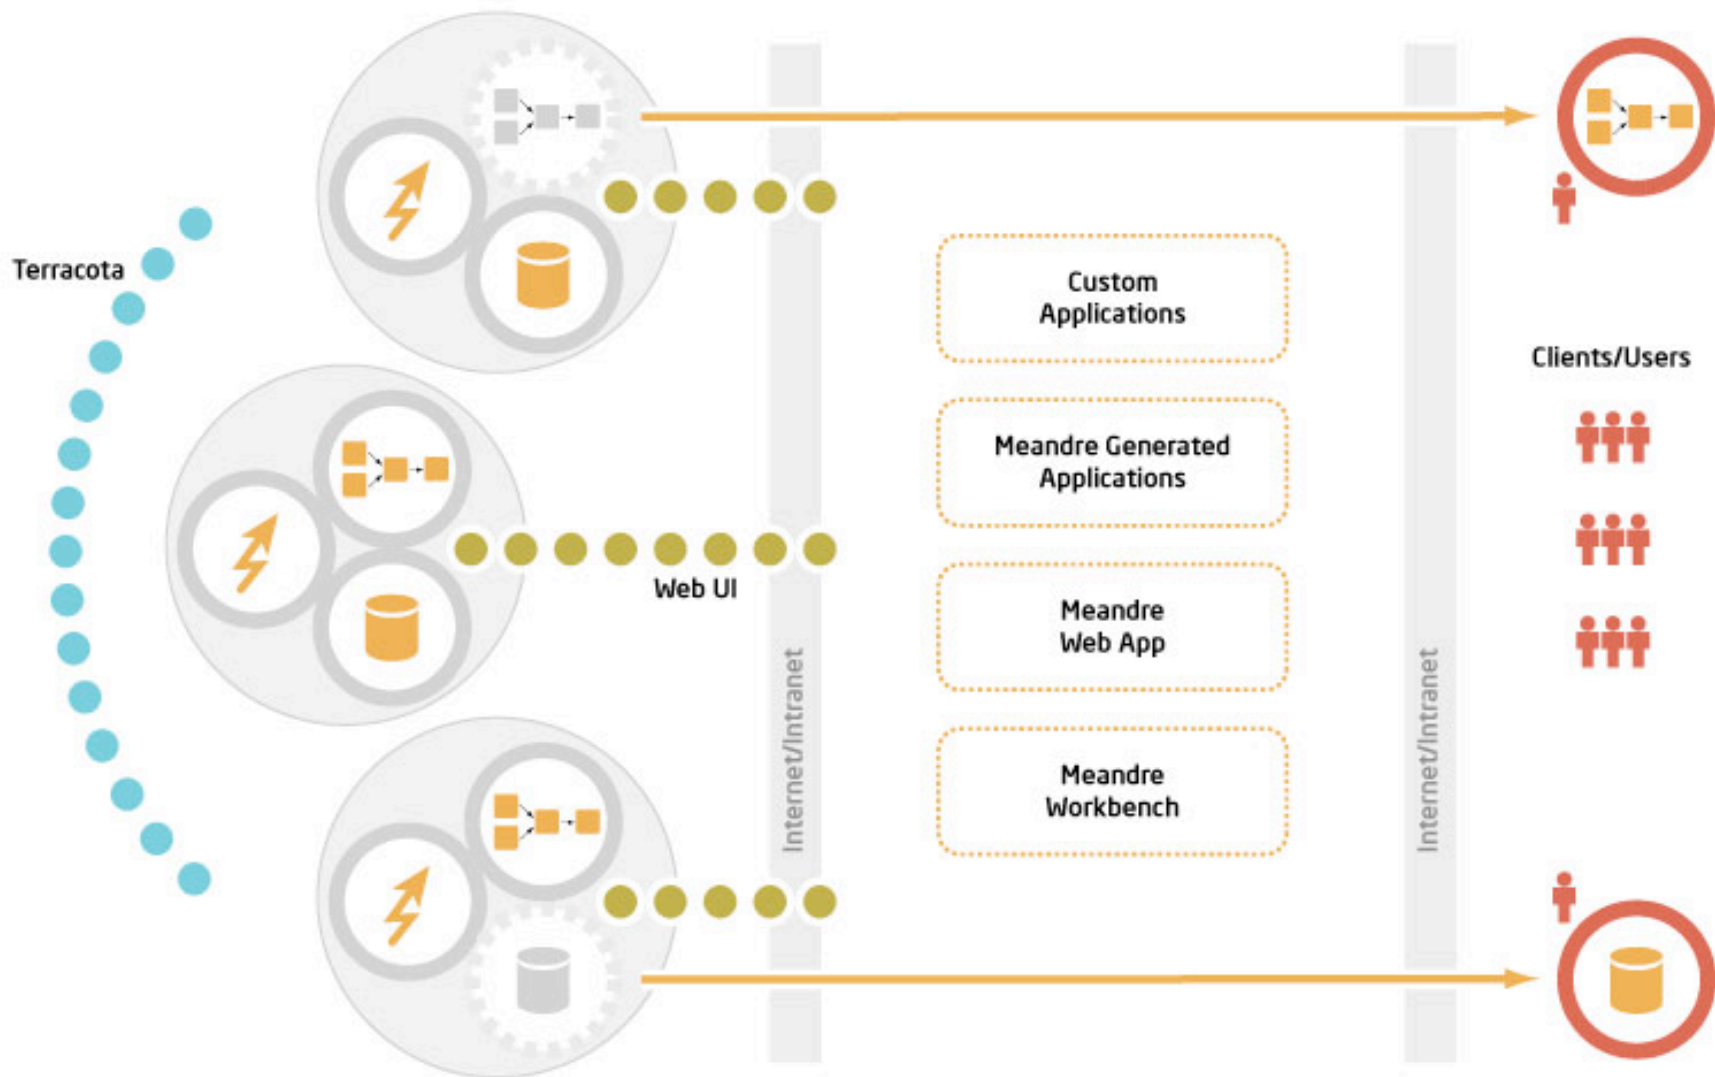 Terracota
Custom
Applications
Clients/Users
Meandre Generated
Applications
Web UI
Meandre
Web App
Internet/Intranet
Internet/Intranet
Meandre
Workbench